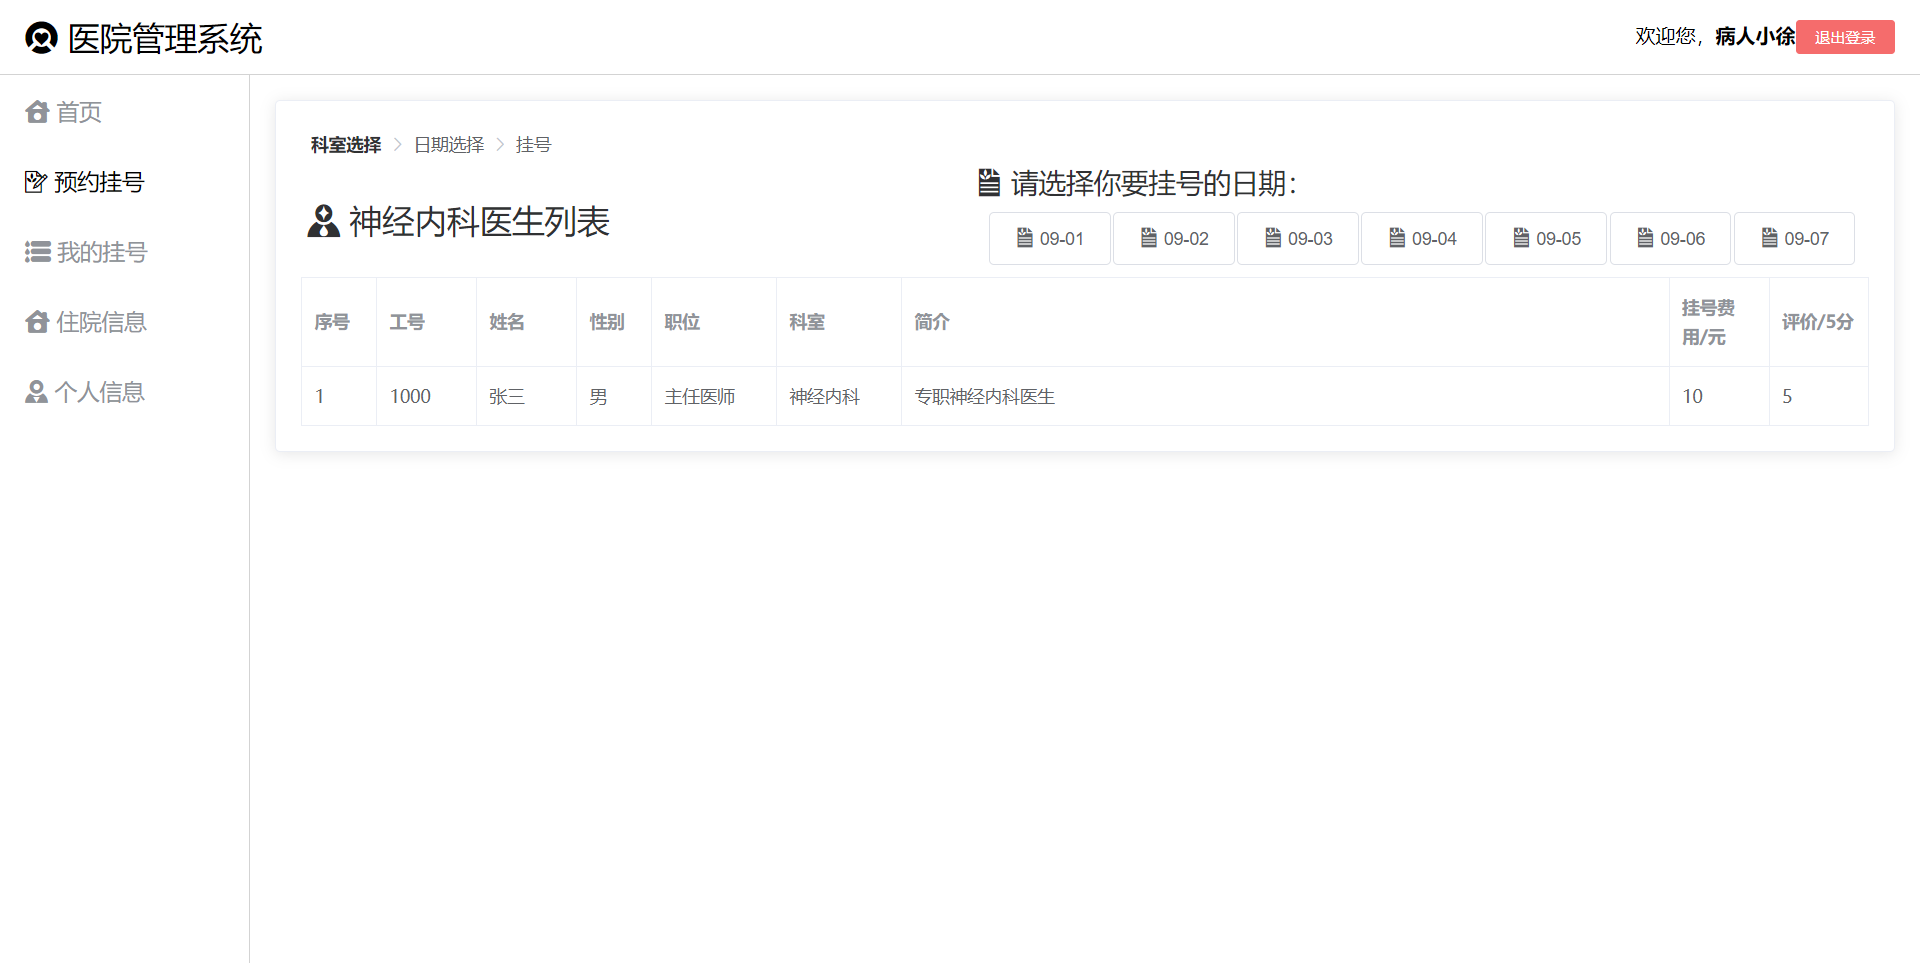 医院管理系统
欢迎您，病人小徐 退出登录
首页
预约挂号
我的挂号
住院信息
个人信息
科室选择 日期选择 挂号
神经内科医生列表
请选择你要挂号的日期：
09-01 09-02 09-03 09-04 09-05 09-06 09-07
序号 工号 姓名 性别 职位 科室 简介 挂号费用/元 评价/5分
1 1000 张三 男 主任医师 神经内科 专职神经内科医生 10 5